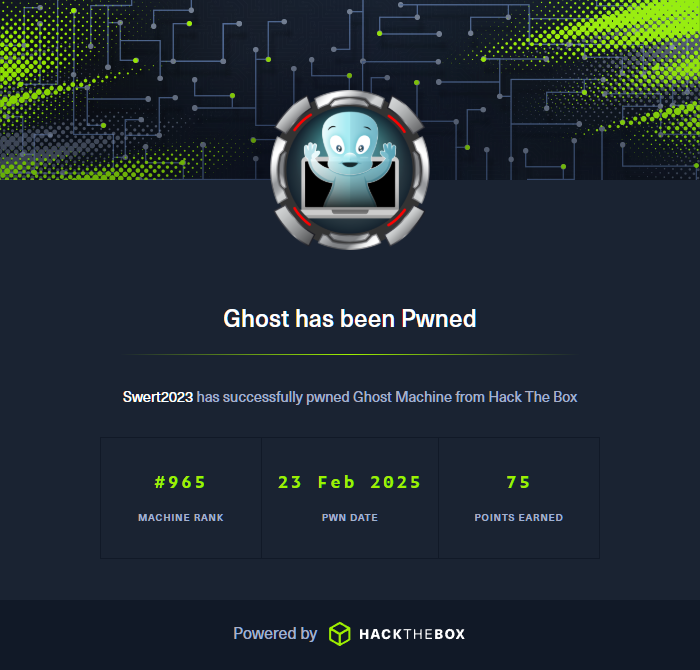 Ghost has been Pwned
Swert2023 has successfully pwned Ghost Machine from Hack The Box
#965
MACHINE RANK
23 Feb 2025
PWN DATE
75
POINTS EARNED
Powered by HACKTHEBOX